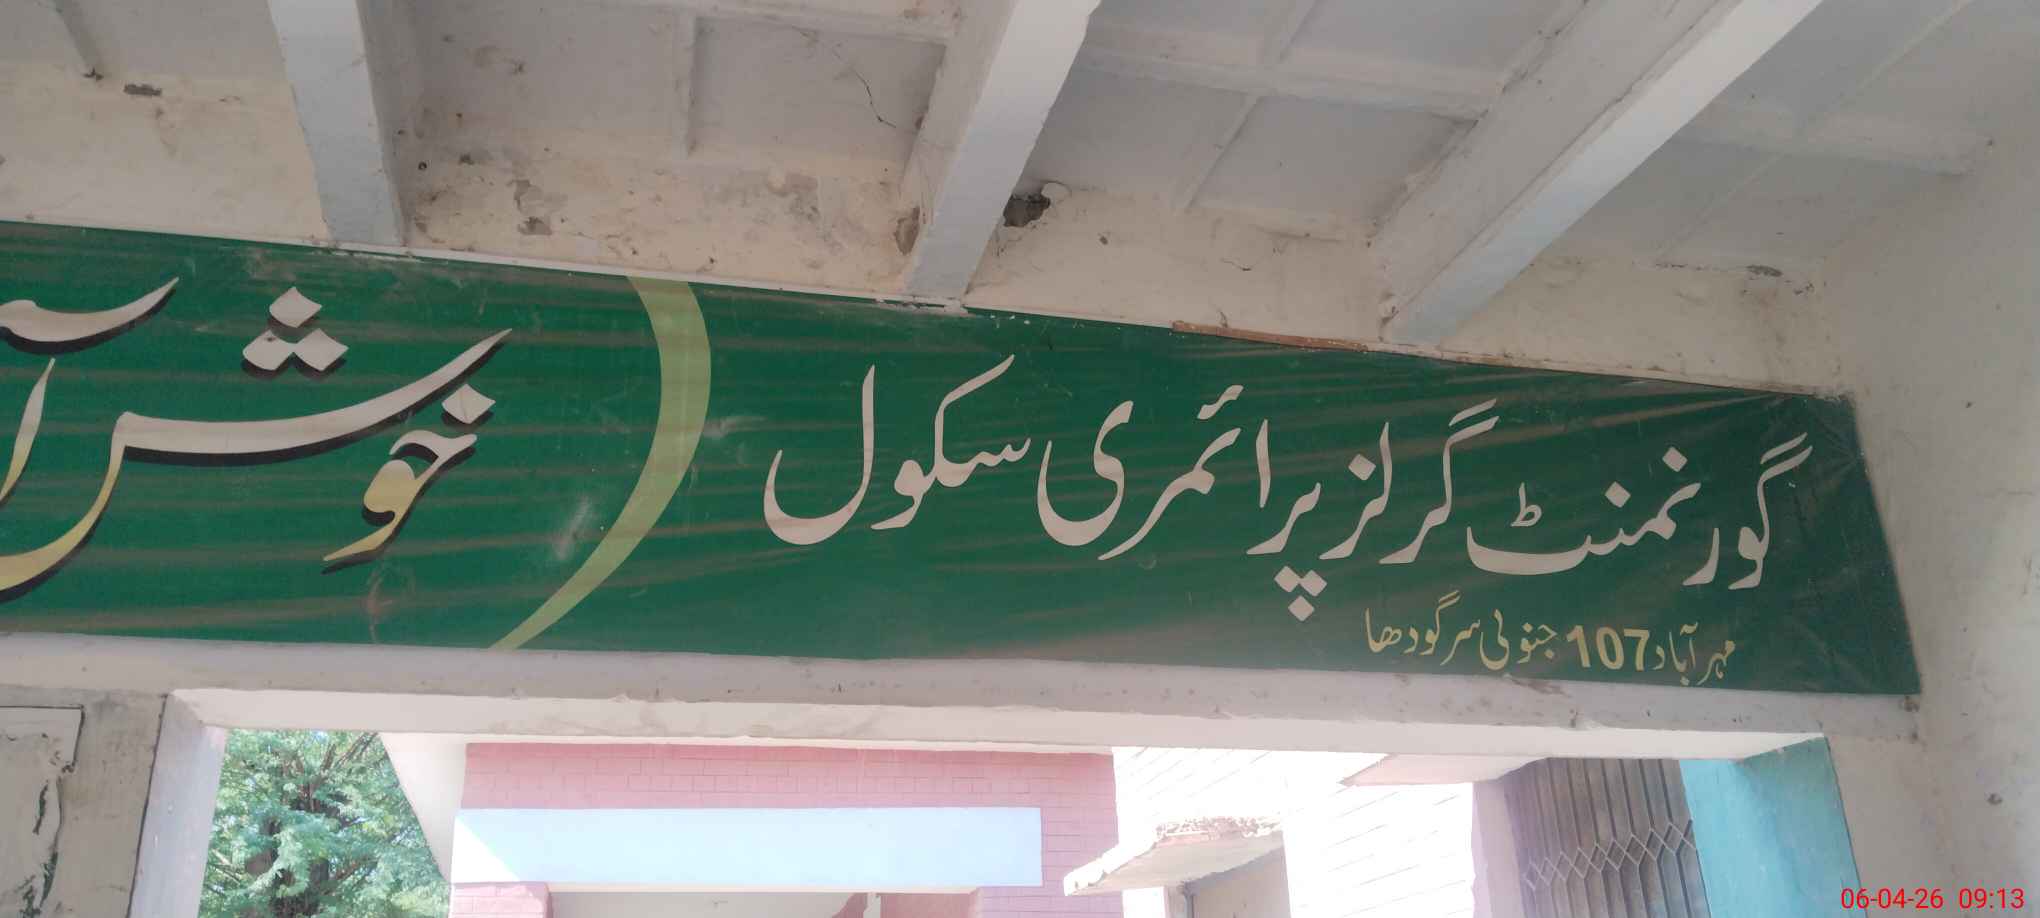 گورنمنٹ گرلز پرائمری سکول
مہر آباد 107 جنوبی سرگودھا
خوش آ
06-04-26 09:13